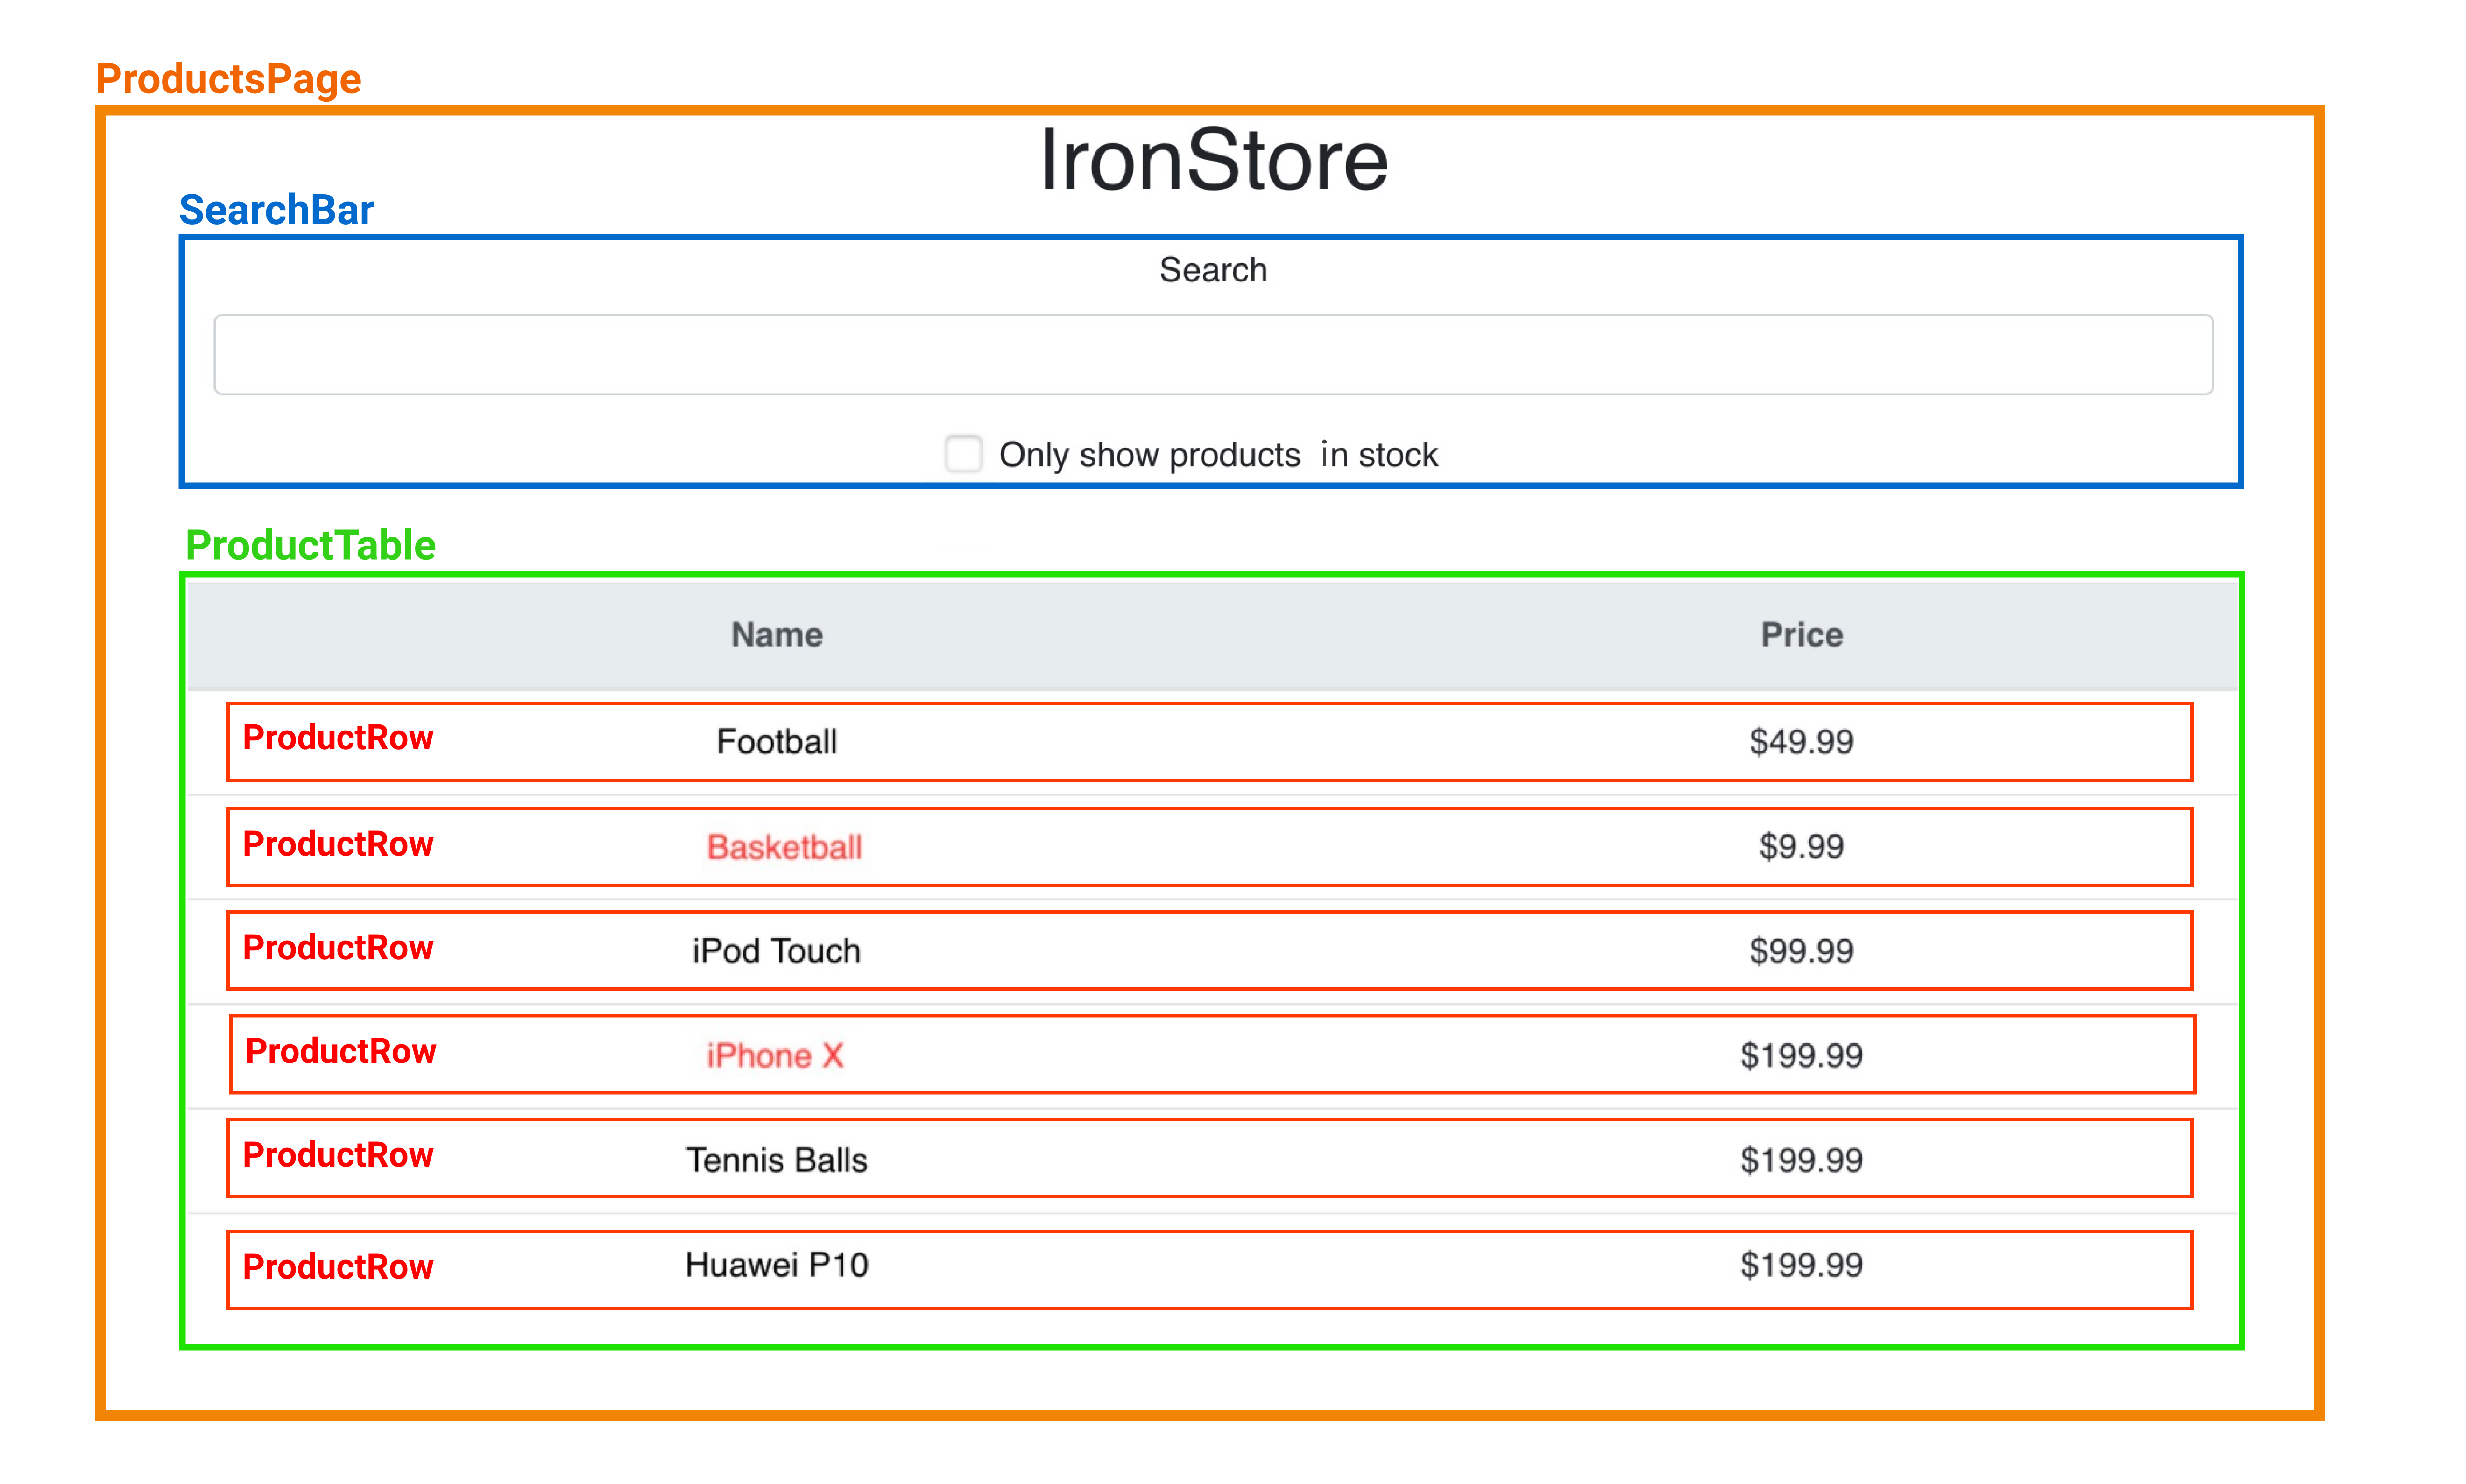 ProductsPage
IronStore
SearchBar
Search
Only show products in stock
ProductTable
Name Price
ProductRow Football $49.99
ProductRow Basketball $9.99
ProductRow iPod Touch $99.99
ProductRow iPhone X $199.99
ProductRow Tennis Balls $199.99
ProductRow Huawei P10 $199.99